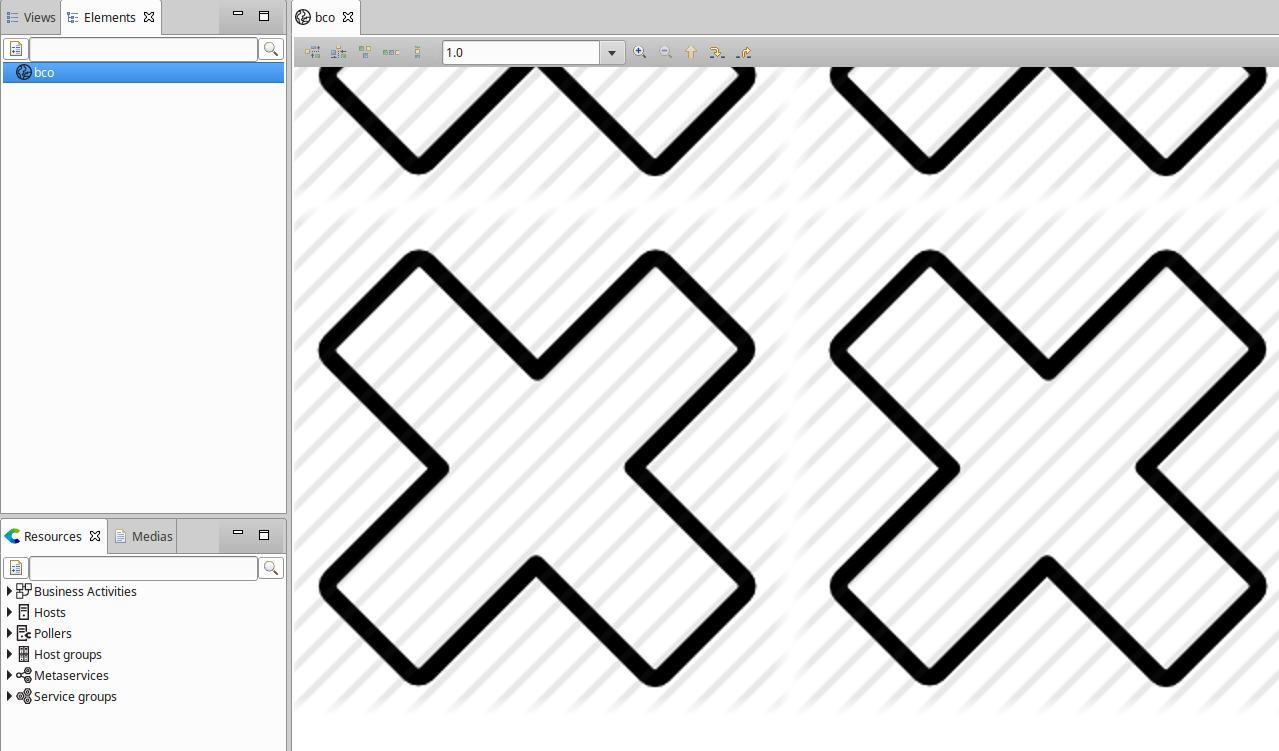 Views
Elements
bco
Resources
Medias
Business Activities
Hosts
Pollers
Host groups
Metaservices
Service groups
bco
1.0